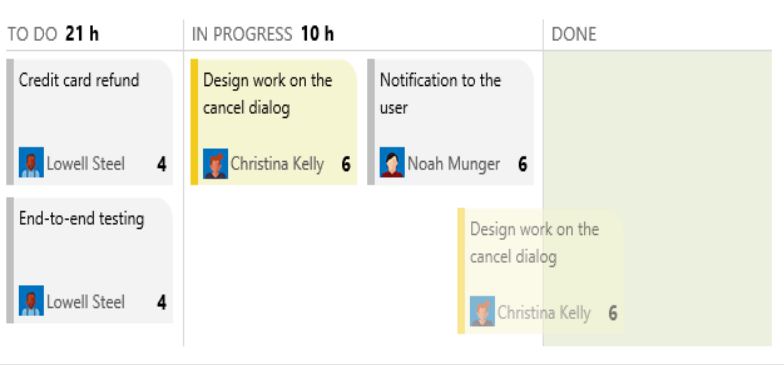 TO DO 21 h
IN PROGRESS 10 h
DONE
Credit card refund
Lowell Steel 4
End-to-end testing
Lowell Steel 4
Design work on the
cancel dialog
Christina Kelly 6
Notification to the
user
Noah Munger 6
Design work on the
cancel dialog
Christina Kelly 6